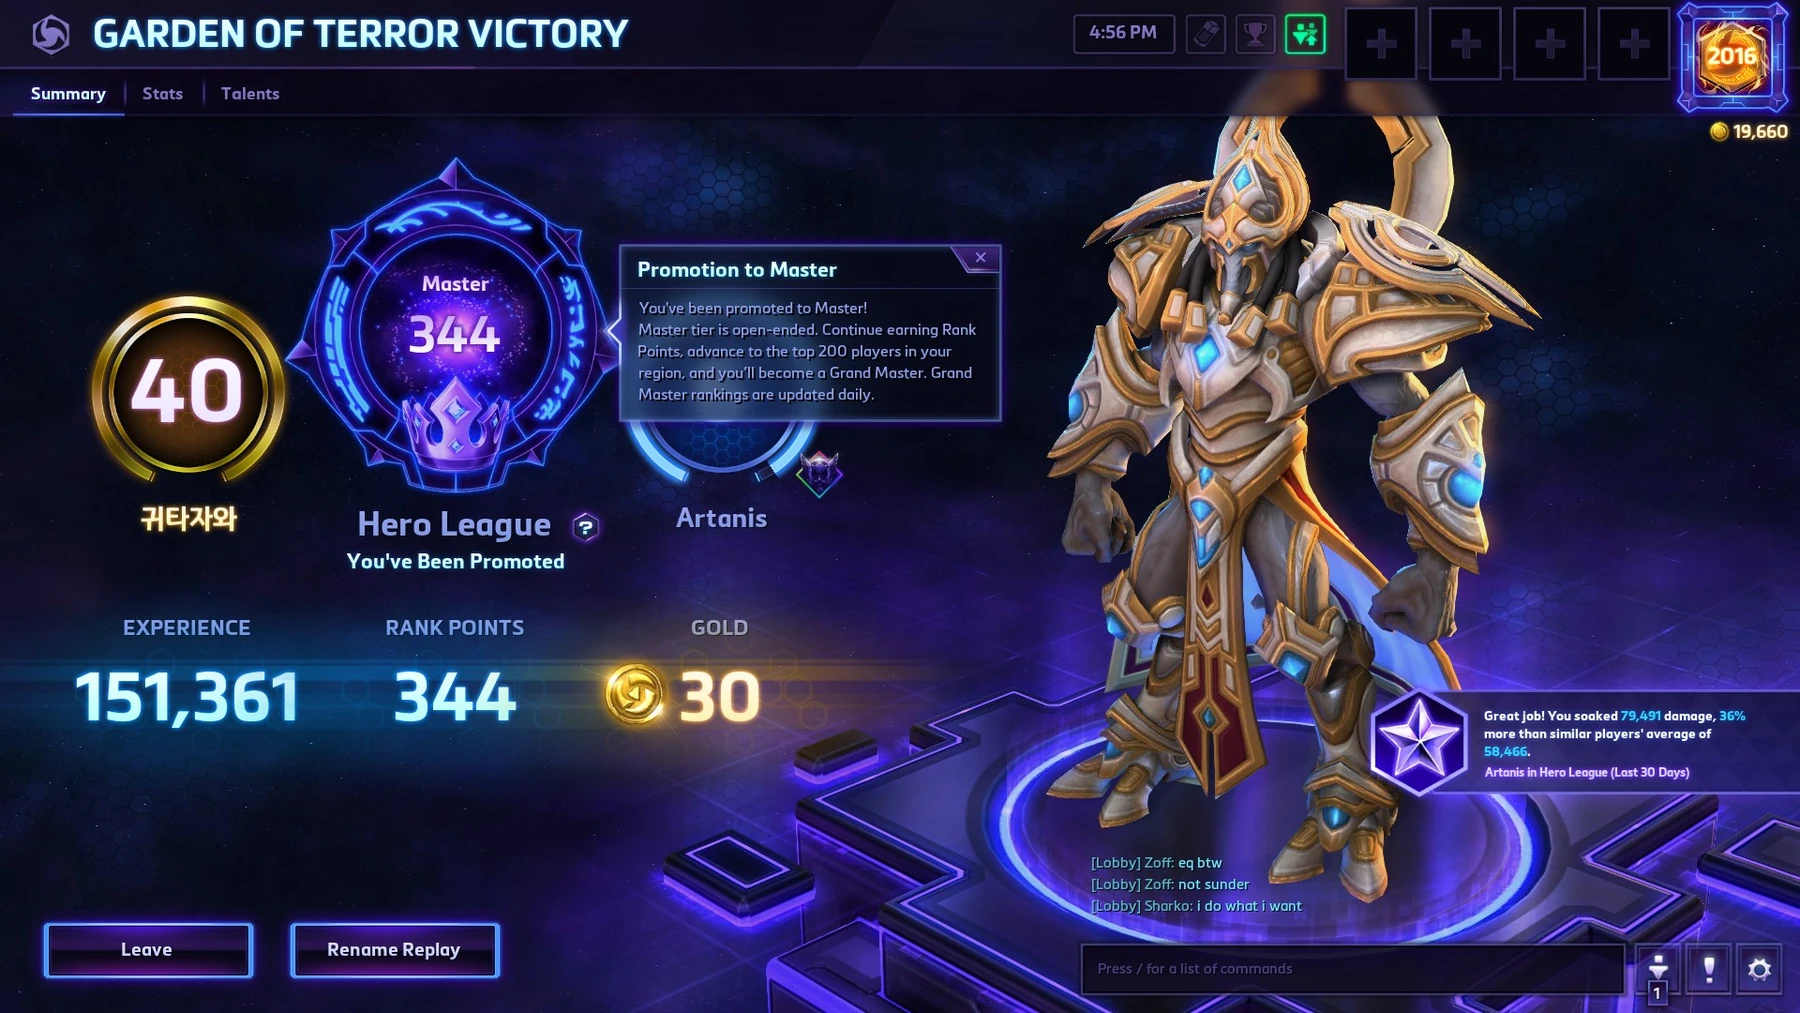 GARDEN OF TERROR VICTORY
4:56 PM
2016
19,660
Summary
Stats
Talents
Master
344
40
Promotion to Master
You've been promoted to Master!
Master tier is open-ended. Continue earning Rank
Points, advance to the top 200 players in your
region, and you'll become a Grand Master. Grand
Master rankings are updated daily.
귀타자와
Hero League
?
You've Been Promoted
Artanis
EXPERIENCE
151,361
RANK POINTS
344
GOLD
30
Great job! You soaked 79,491 damage, 36%
more than similar players' average of
58,466.
Artanis in Hero League (Last 30 Days)
[Lobby] Zoff: eq btw
[Lobby] Zoff: not sunder
[Lobby] Sharko: i do what i want
Leave
Rename Replay
Press / for a list of commands
1